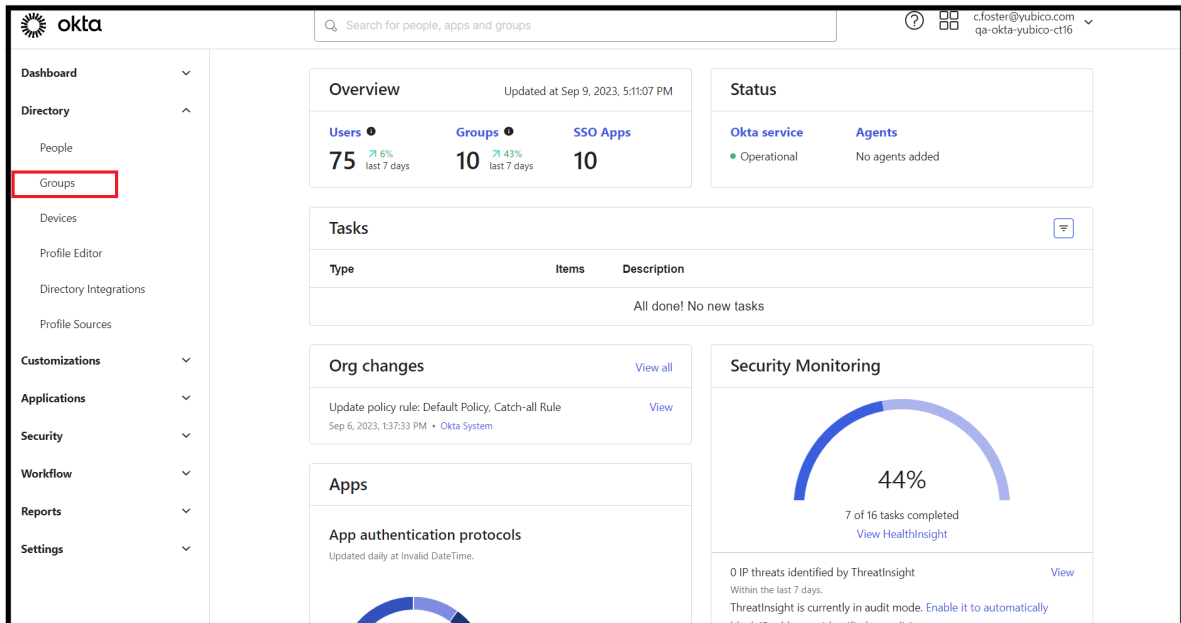 okta
Search for people, apps and groups
c.foster@yubico.com
qa-okta-yubico-ct16
Dashboard
Directory
People
Groups
Devices
Profile Editor
Directory Integrations
Profile Sources
Customizations
Applications
Security
Workflow
Reports
Settings
Overview
Updated at Sep 9, 2023, 5:11:07 PM
Users
Groups
SSO Apps
75
6%
last 7 days
10
43%
last 7 days
10
Status
Okta service
Agents
Operational
No agents added
Tasks
Type Items Description
All done! No new tasks
Org changes
View all
Update policy rule: Default Policy, Catch-all Rule
View
Sep 6, 2023, 1:37:33 PM • Okta System
Apps
App authentication protocols
Updated daily at Invalid DateTime.
Security Monitoring
44%
7 of 16 tasks completed
View HealthInsight
0 IP threats identified by ThreatInsight
View
Within the last 7 days.
ThreatInsight is currently in audit mode. Enable it to automatically